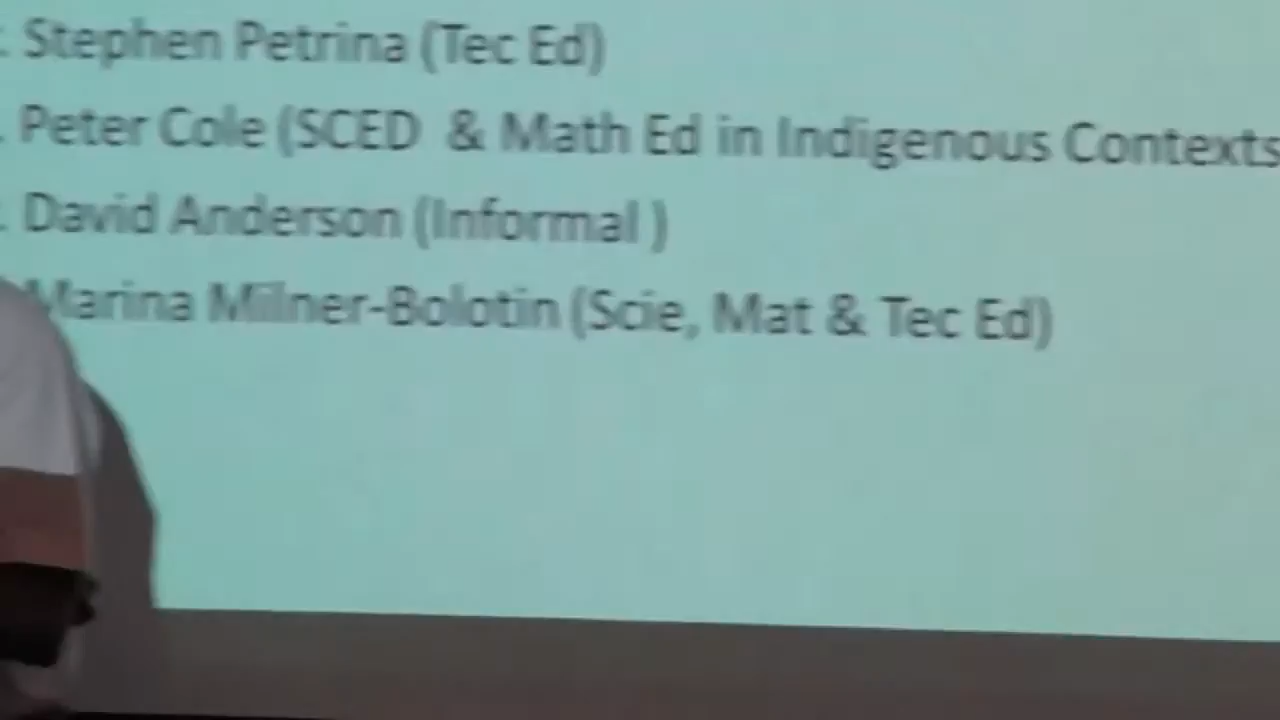 Stephen Petrina (Tec Ed)
. Peter Cole (SCED & Math Ed in Indigenous Contexts
David Anderson (Informal )
Marina Milner-Bolotin (Scie, Mat & Tec Ed)